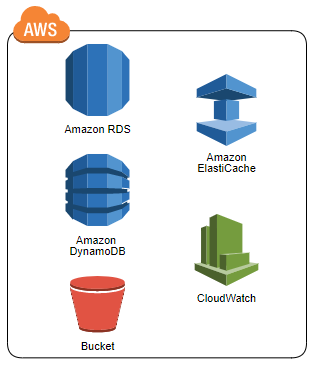 AWS
Amazon RDS
Amazon
ElastiCache
Amazon
DynamoDB
CloudWatch
Bucket